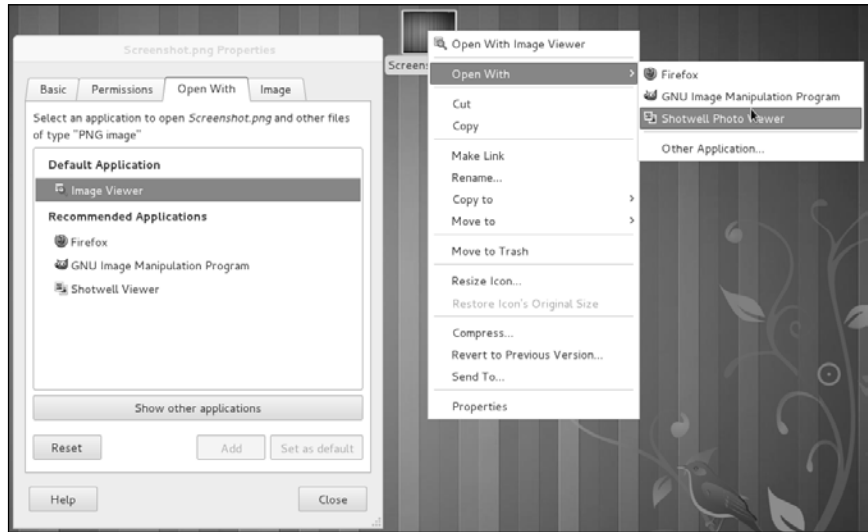 Screenshot.png Properties
Basic
Permissions
Open With
Image
Select an application to open Screenshot.png and other files
of type "PNG image"
Default Application
Image Viewer
Recommended Applications
Firefox
GNU Image Manipulation Program
Shotwell Viewer
Show other applications
Reset
Add
Set as default
Help
Close
Screens
Open With Image Viewer
Open With
Cut
Copy
Make Link
Rename...
Copy to
Move to
Move to Trash
Resize Icon...
Restore Icon's Original Size
Compress...
Revert to Previous Version...
Send To...
Properties
Firefox
GNU Image Manipulation Program
Shotwell Photo Viewer
Other Application...